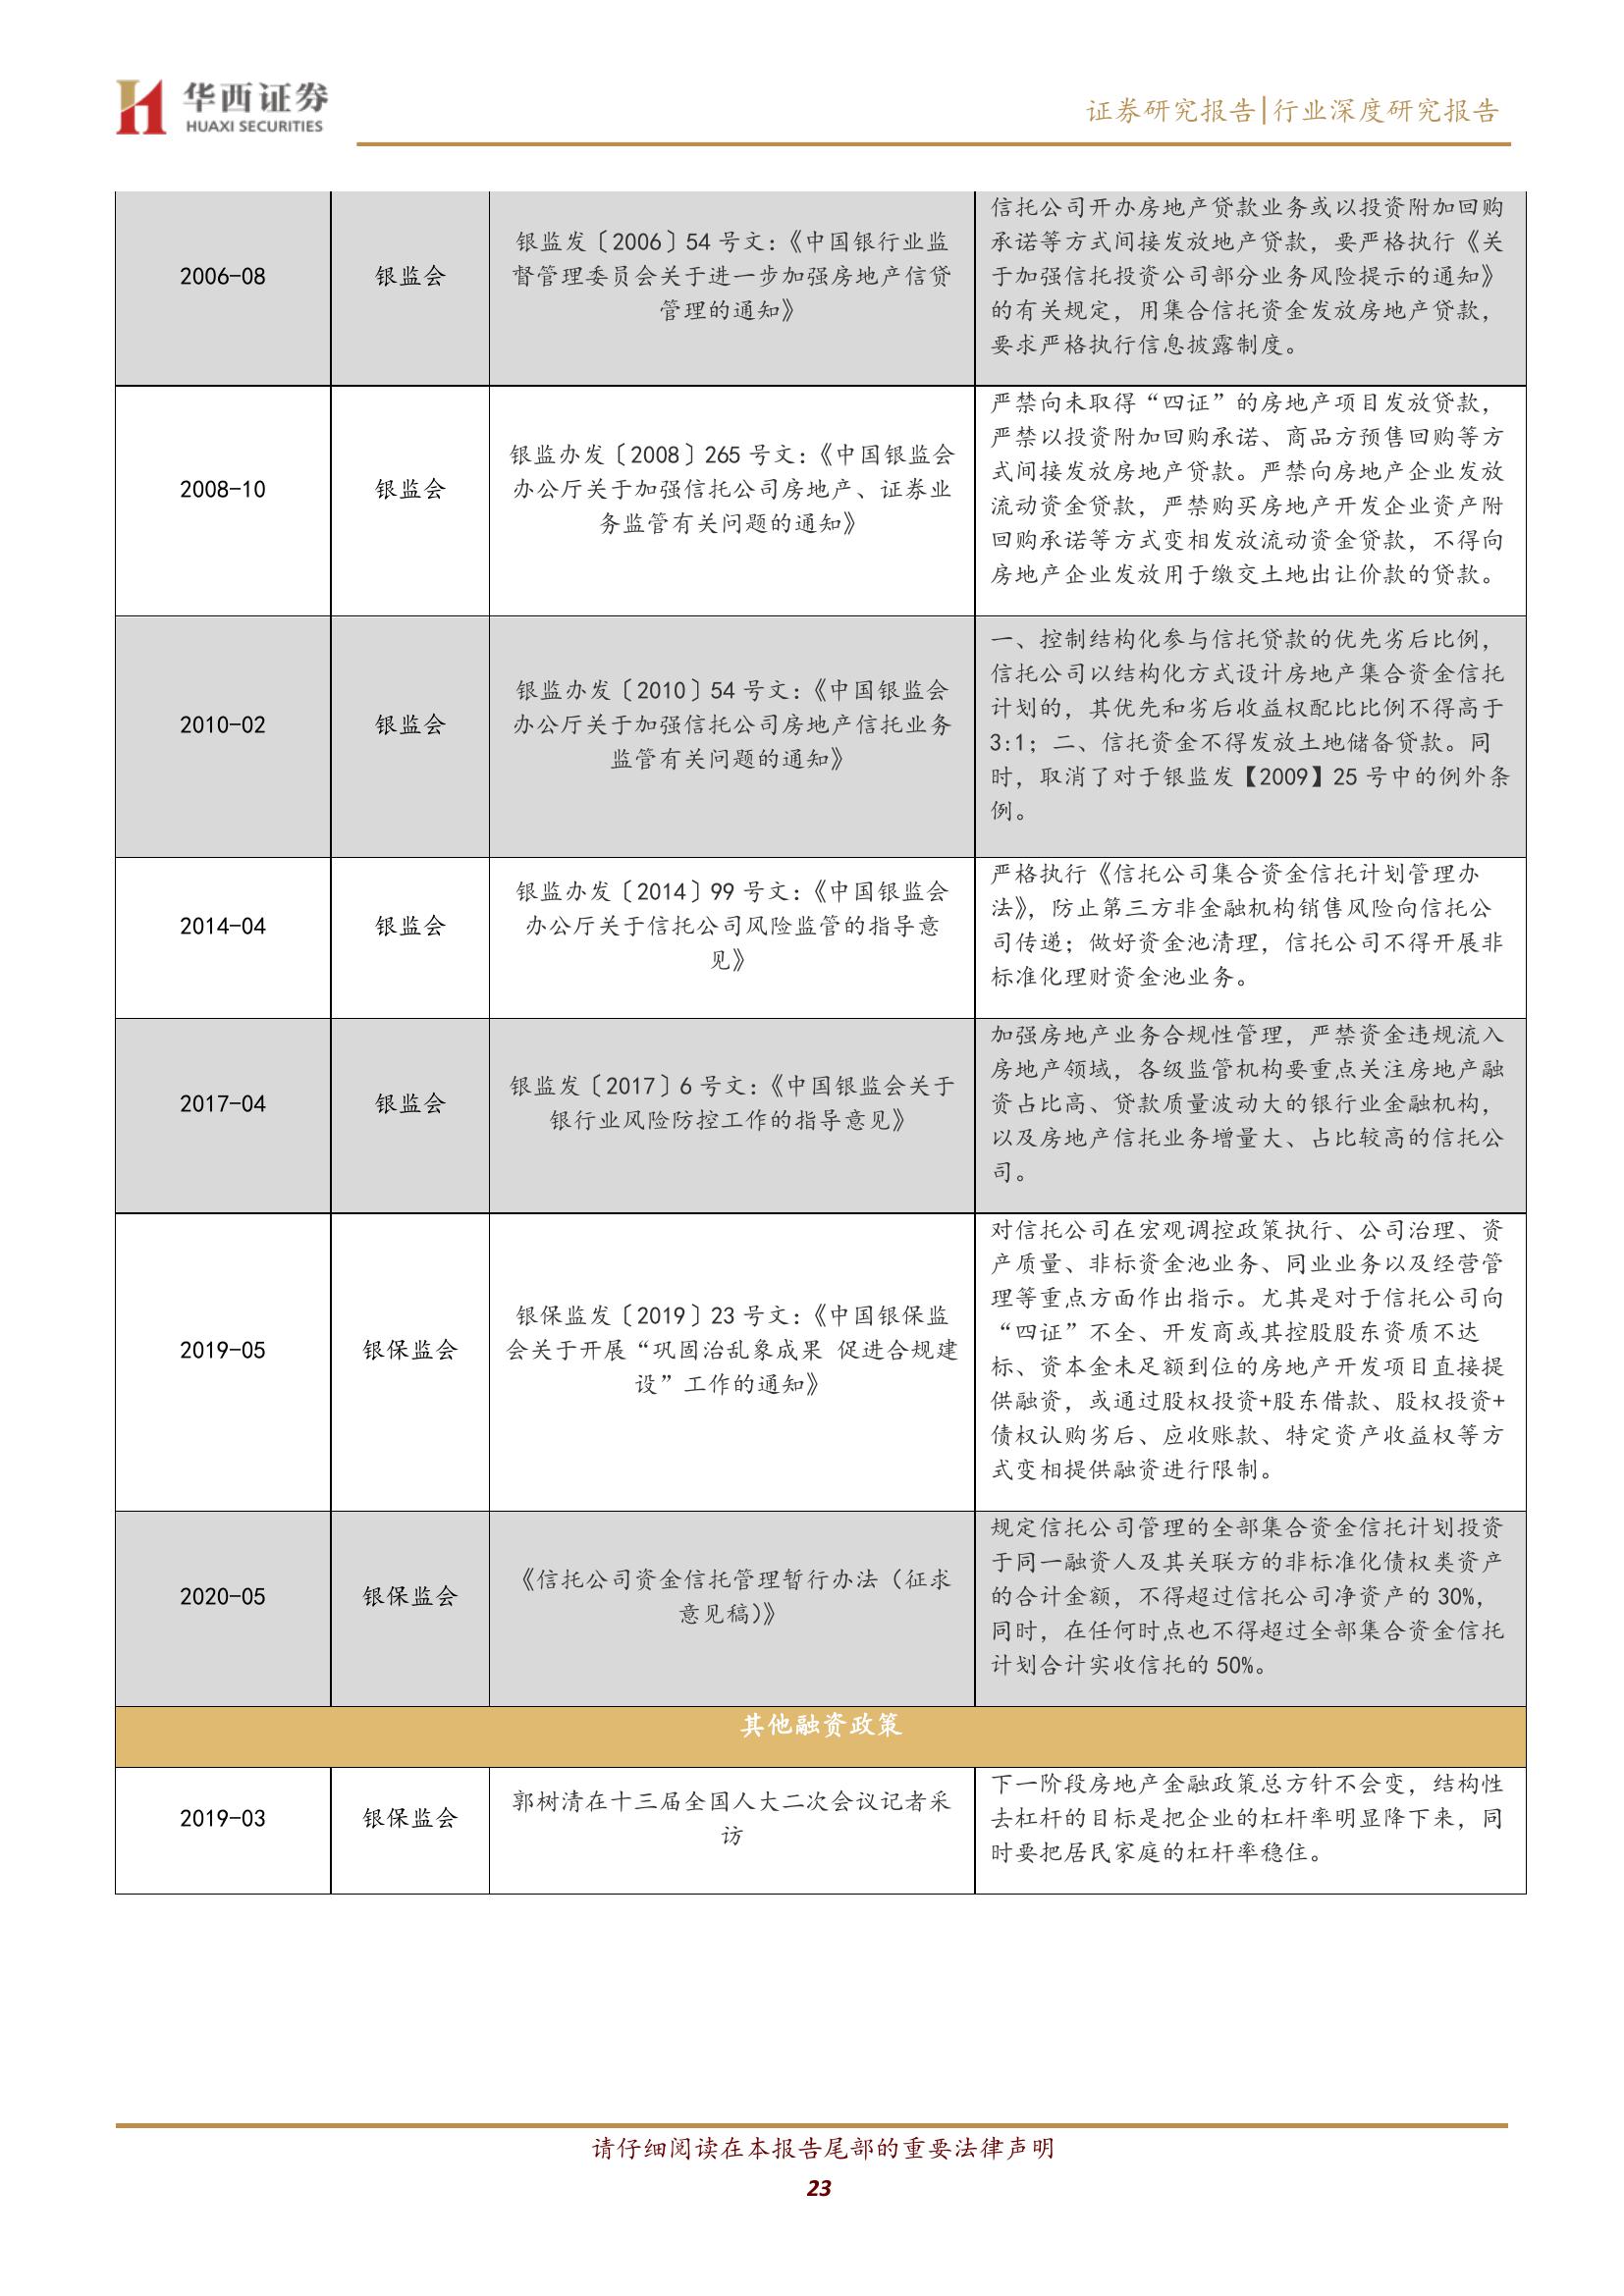 华西证券
HUAXI SECURITIES
证券研究报告|行业深度研究报告
2006-08
银监会
银监发〔2006〕54 号文：《中国银行业监
督管理委员会关于进一步加强房地产信贷
管理的通知》
信托公司开办房地产贷款业务或以投资附加回购
承诺等方式间接发放地产贷款，要严格执行《关
于加强信托投资公司部分业务风险提示的通知》
的有关规定，用集合信托资金发放房地产贷款，
要求严格执行信息披露制度。
2008-10
银监会
银监办发〔2008〕265 号文：《中国银监会
办公厅关于加强信托公司房地产、证券业
务监管有关问题的通知》
严禁向未取得“四证”的房地产项目发放贷款，
严禁以投资附加回购承诺、商品方预售回购等方
式间接发放房地产贷款。严禁向房地产企业发放
流动资金贷款，严禁购买房地产开发企业资产附
回购承诺等方式变相发放流动资金贷款，不得向
房地产企业发放用于缴交土地出让价款的贷款。
2010-02
银监会
银监办发〔2010〕54 号文：《中国银监会
办公厅关于加强信托公司房地产信托业务
监管有关问题的通知》
一、控制结构化参与信托贷款的优先劣后比例，
信托公司以结构化方式设计房地产集合资金信托
计划的，其优先和劣后收益权配比比例不得高于
3:1；二、信托资金不得发放土地储备贷款。同
时，取消了对于银监发【2009】25 号中的例外条
例。
2014-04
银监会
银监办发〔2014〕99 号文：《中国银监会
办公厅关于信托公司风险监管的指导意
见》
严格执行《信托公司集合资金信托计划管理办
法》，防止第三方非金融机构销售风险向信托公
司传递；做好资金池清理，信托公司不得开展非
标准化理财资金池业务。
2017-04
银监会
银监发〔2017〕6 号文：《中国银监会关于
银行业风险防控工作的指导意见》
加强房地产业务合规性管理，严禁资金违规流入
房地产领域，各级监管机构要重点关注房地产融
资占比高、贷款质量波动大的银行业金融机构，
以及房地产信托业务增量大、占比较高的信托公
司。
2019-05
银保监会
银保监发〔2019〕23 号文：《中国银保监
会关于开展“巩固治乱象成果 促进合规建
设”工作的通知》
对信托公司在宏观调控政策执行、公司治理、资
产质量、非标资金池业务、同业业务以及经营管
理等重点方面作出指示。尤其是对于信托公司向
“四证”不全、开发商或其控股股东资质不达
标、资本金未足额到位的房地产开发项目直接提
供融资，或通过股权投资+股东借款、股权投资+
债权认购劣后、应收账款、特定资产收益权等方
式变相提供融资进行限制。
2020-05
银保监会
《信托公司资金信托管理暂行办法（征求
意见稿）》
规定信托公司管理的全部集合资金信托计划投资
于同一融资人及其关联方的非标准化债权类资产
的合计金额，不得超过信托公司净资产的 30%，
同时，在任何时点也不得超过全部集合资金信托
计划合计实收信托的 50%。
其他融资政策
2019-03
银保监会
郭树清在十三届全国人大二次会议记者采
访
下一阶段房地产金融政策总方针不会变，结构性
去杠杆的目标是把企业的杠杆率明显降下来，同
时要把居民家庭的杠杆率稳住。
请仔细阅读在本报告尾部的重要法律声明
23